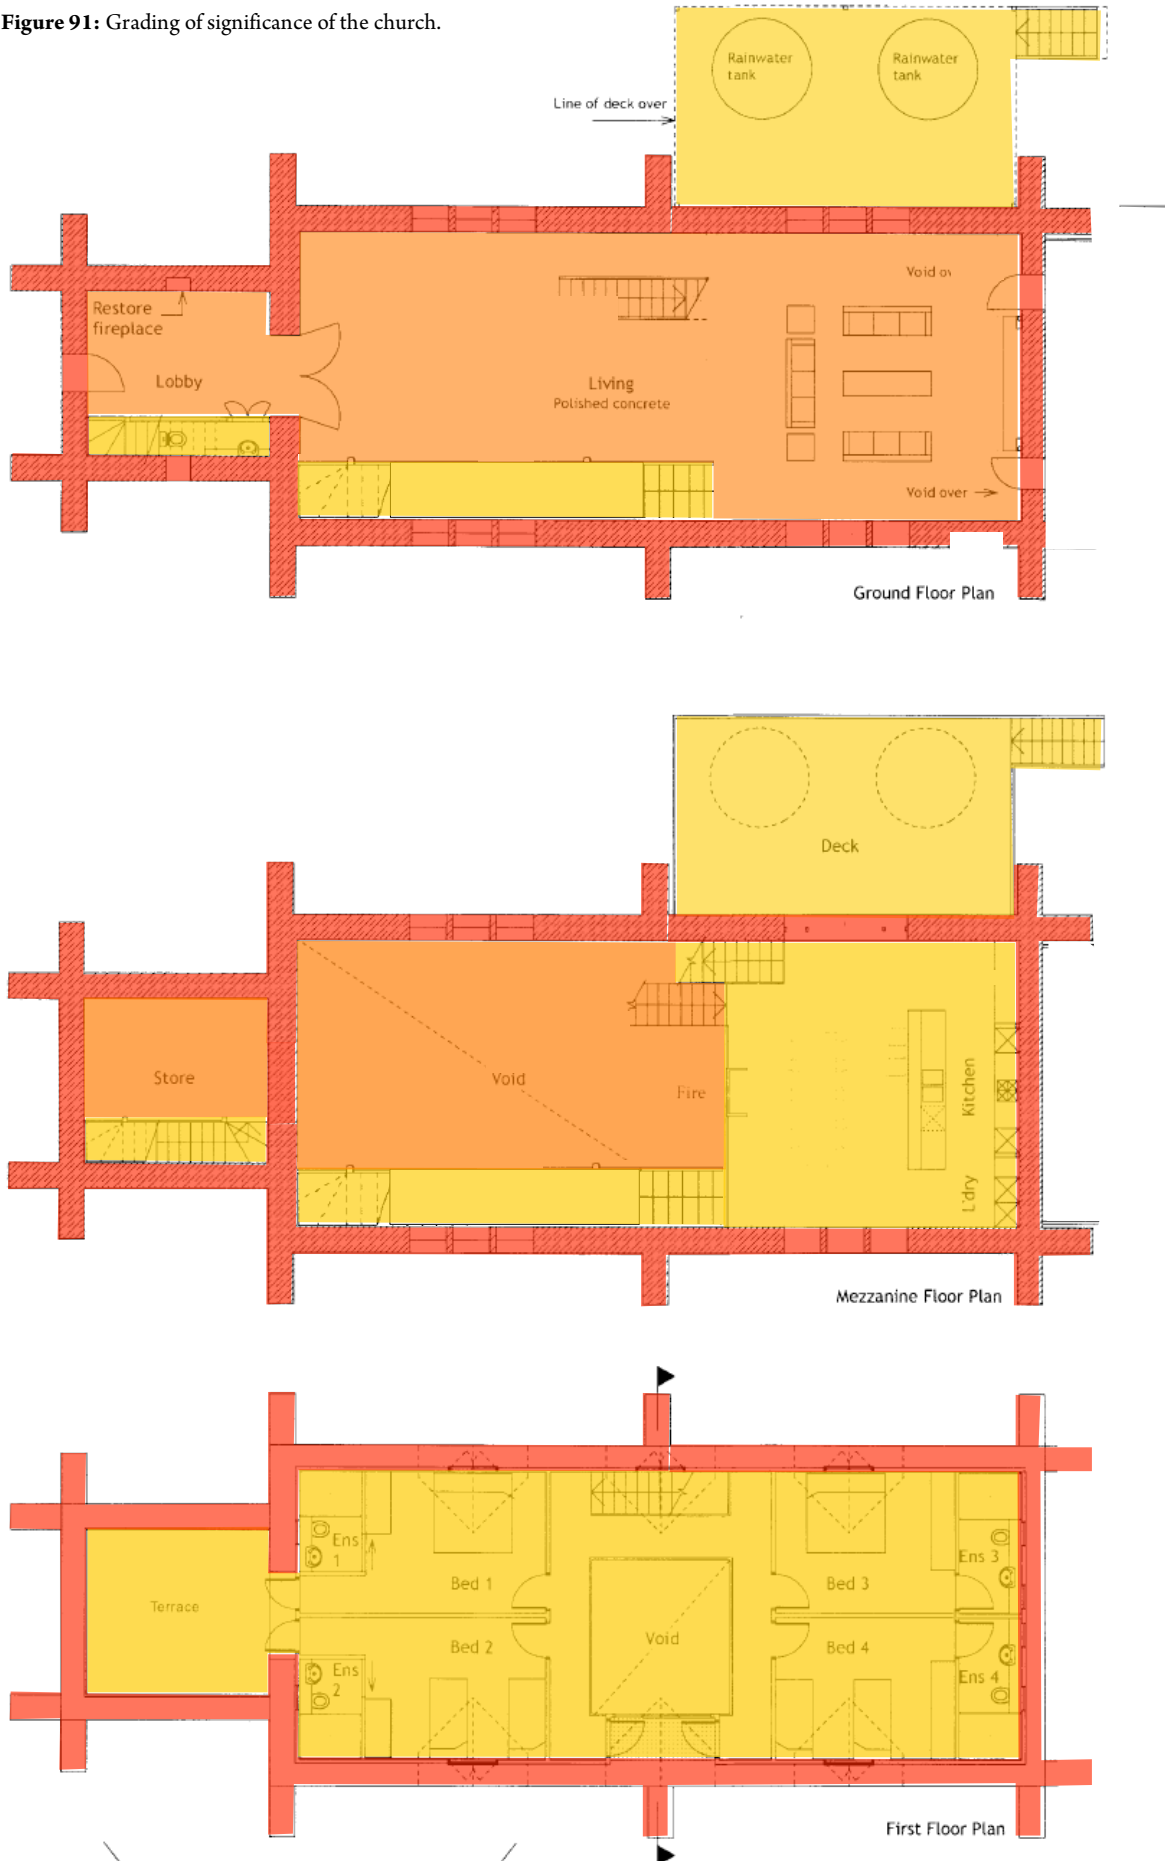 Figure 91: Grading of significance of the church.
Rainwater
tank
Rainwater
tank
Line of deck over
Void ov
Restore
fireplace
Lobby
Living
Polished concrete
Void over
Ground Floor Plan
Deck
Store
Void
Fire
Kitchen
L'dry
Mezzanine Floor Plan
Ens
1
Bed 1
Bed 3
Ens 3
Terrace
Void
Bed 2
Bed 4
Ens
2
Ens 4
First Floor Plan